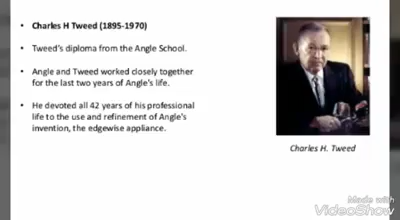 • Charles H Tweed (1895-1970)
• Tweed's diploma from the Angle School.
• Angle and Tweed worked closely together
for the last two years of Angle's life.
• He devoted all 42 years of his professional
life to the use and refinement of Angle's
invention, the edgewise appliance.
Charles H. Tweed
Made with
VideoShow